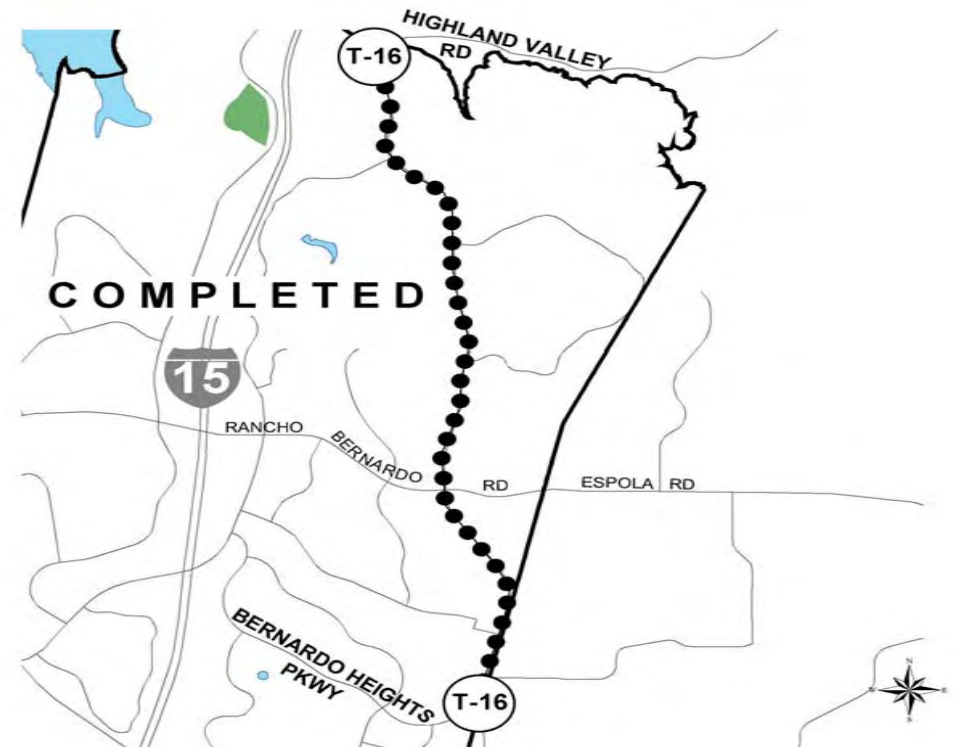 HIGHLAND VALLEY
RD
T-16
COMPLETED
15
RANCHO
BERNARDO
RD
ESPOLA RD
BERNARDO HEIGHTS
PKWY
T-16
N
W
E
S